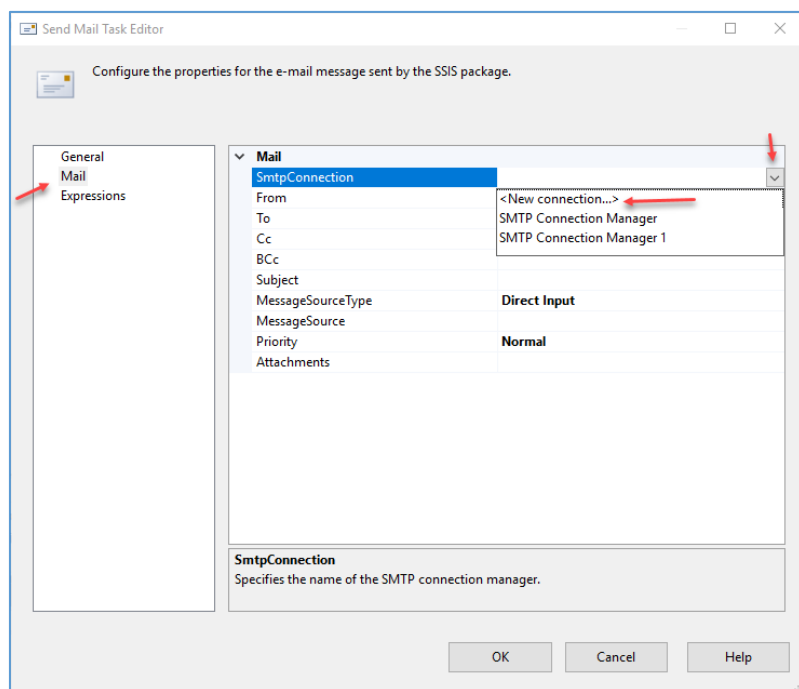 Send Mail Task Editor
Configure the properties for the e-mail message sent by the SSIS package.
General
Mail
Expressions
Mail
SmtpConnection
From
<New connection...>
To
SMTP Connection Manager
Cc
SMTP Connection Manager 1
BCc
Subject
MessageSourceType Direct Input
MessageSource
Priority Normal
Attachments
SmtpConnection
Specifies the name of the SMTP connection manager.
OK Cancel Help